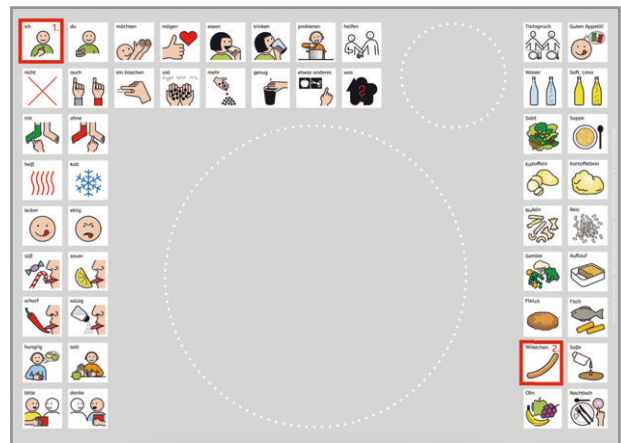 ich 1. du möchten mögen essen trinken probieren helfen Tischspruch Guten Appetit!
nicht auch ein bisschen viel mehr genug etwas anderes was Wasser Saft, Limo
mit ohne Salat Suppe
heiß kalt Kartoffeln Kartoffelbrei
lecker eklig Nudeln Reis
süß sauer Gemüse Auflauf
scharf salzig Fleisch Fisch
hungrig satt Würstchen 2. Soße
bitte danke Obst Nachtisch